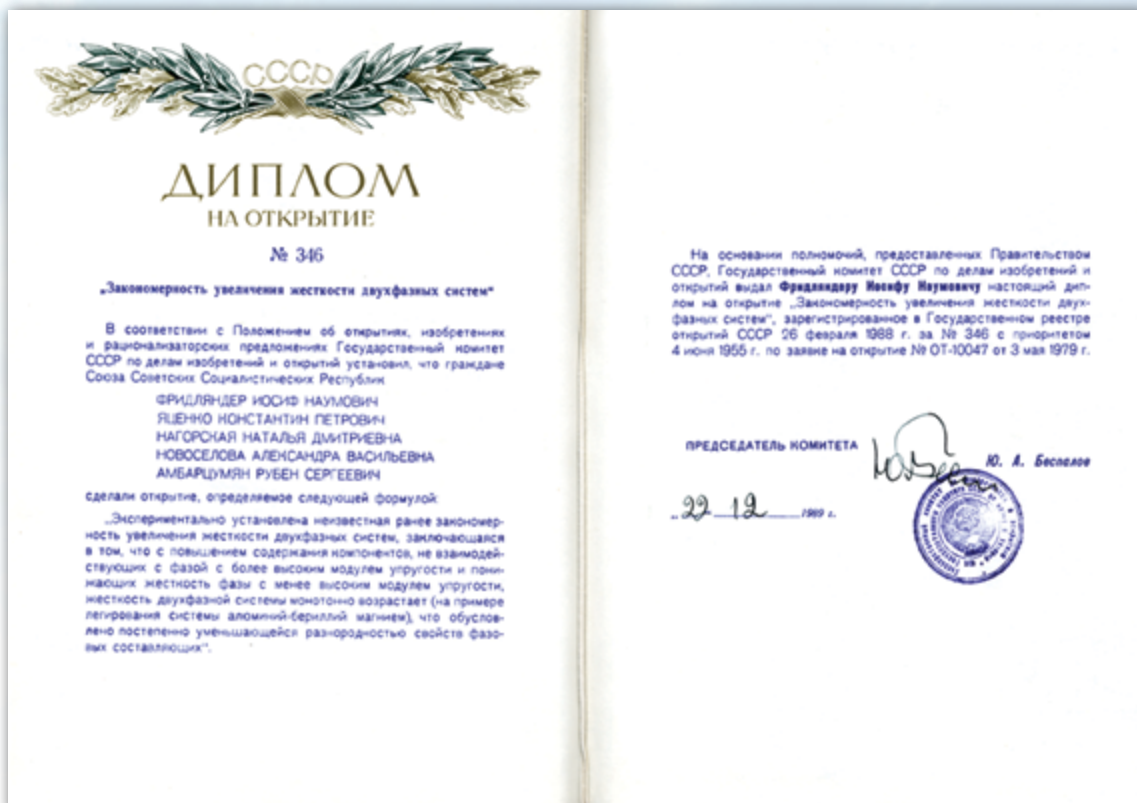 СССР
ДИПЛОМ
НА ОТКРЫТИЕ
№ 346
„Закономерность увеличения жесткости двухфазных систем“
В соответствии с Положением об открытиях, изобретениях
и рационализаторских предложениях Государственный комитет
СССР по делам изобретений и открытий установил, что граждане
Союза Советских Социалистических Республик
ФРИДЛЯНДЕР ИОСИФ НАУМОВИЧ
ЯЦЕНКО КОНСТАНТИН ПЕТРОВИЧ
НАГОРСКАЯ НАТАЛЬЯ ДМИТРИЕВНА
НОВОСЕЛОВА АЛЕКСАНДРА ВАСИЛЬЕВНА
АМБАРЦУМЯН РУБЕН СЕРГЕЕВИЧ
сделали открытие, определяемое следующей формулой:
„Экспериментально установлена неизвестная ранее закономер-
ность увеличения жесткости двухфазных систем, заключающаяся
в том, что с повышением содержания компонентов, не взаимодей-
ствующих с фазой с более высоким модулем упругости и пони-
жающих жесткость фазы с менее высоким модулем упругости,
жесткость двухфазной системы монотонно возрастает (на примере
легирования системы алюминий-бериллий магнием), что обуслов-
лено постепенно уменьшающейся разнородностью свойств фазо-
вых составляющих“.
На основании полномочий, предоставленных Правительством
СССР, Государственный комитет СССР по делам изобретений и
открытий выдал Фридляндеру Иосифу Наумовичу настоящий дип-
лом на открытие „Закономерность увеличения жесткости двух-
фазных систем“, зарегистрированное в Государственном реестре
открытий СССР 26 февраля 1988 г. за № 346 с приоритетом
4 июня 1955 г. по заявке на открытие № ОТ-10047 от 3 мая 1979 г.
ПРЕДСЕДАТЕЛЬ КОМИТЕТА
Ю. А. Беспалов
„ 22 12 1989 г.